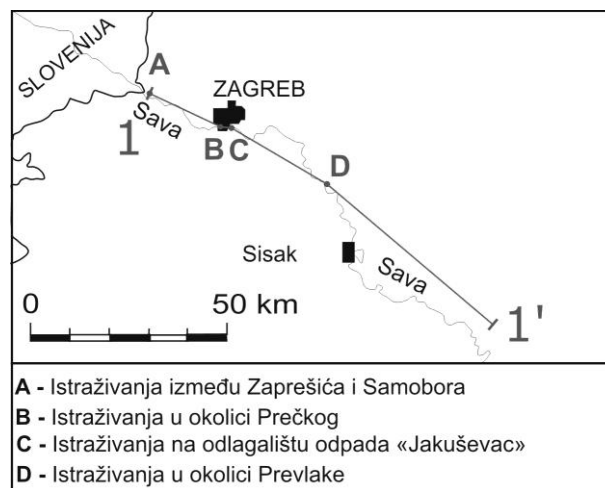 SLOVENIJA
A
ZAGREB
Sava
1
B C
D
Sisak
Sava
0 50 km
1'
A - Istraživanja između Zaprešića i Samobora
B - Istraživanja u okolici Prečkog
C - Istraživanja na odlagalištu odpada «Jakuševac»
D - Istraživanja u okolici Prevlake